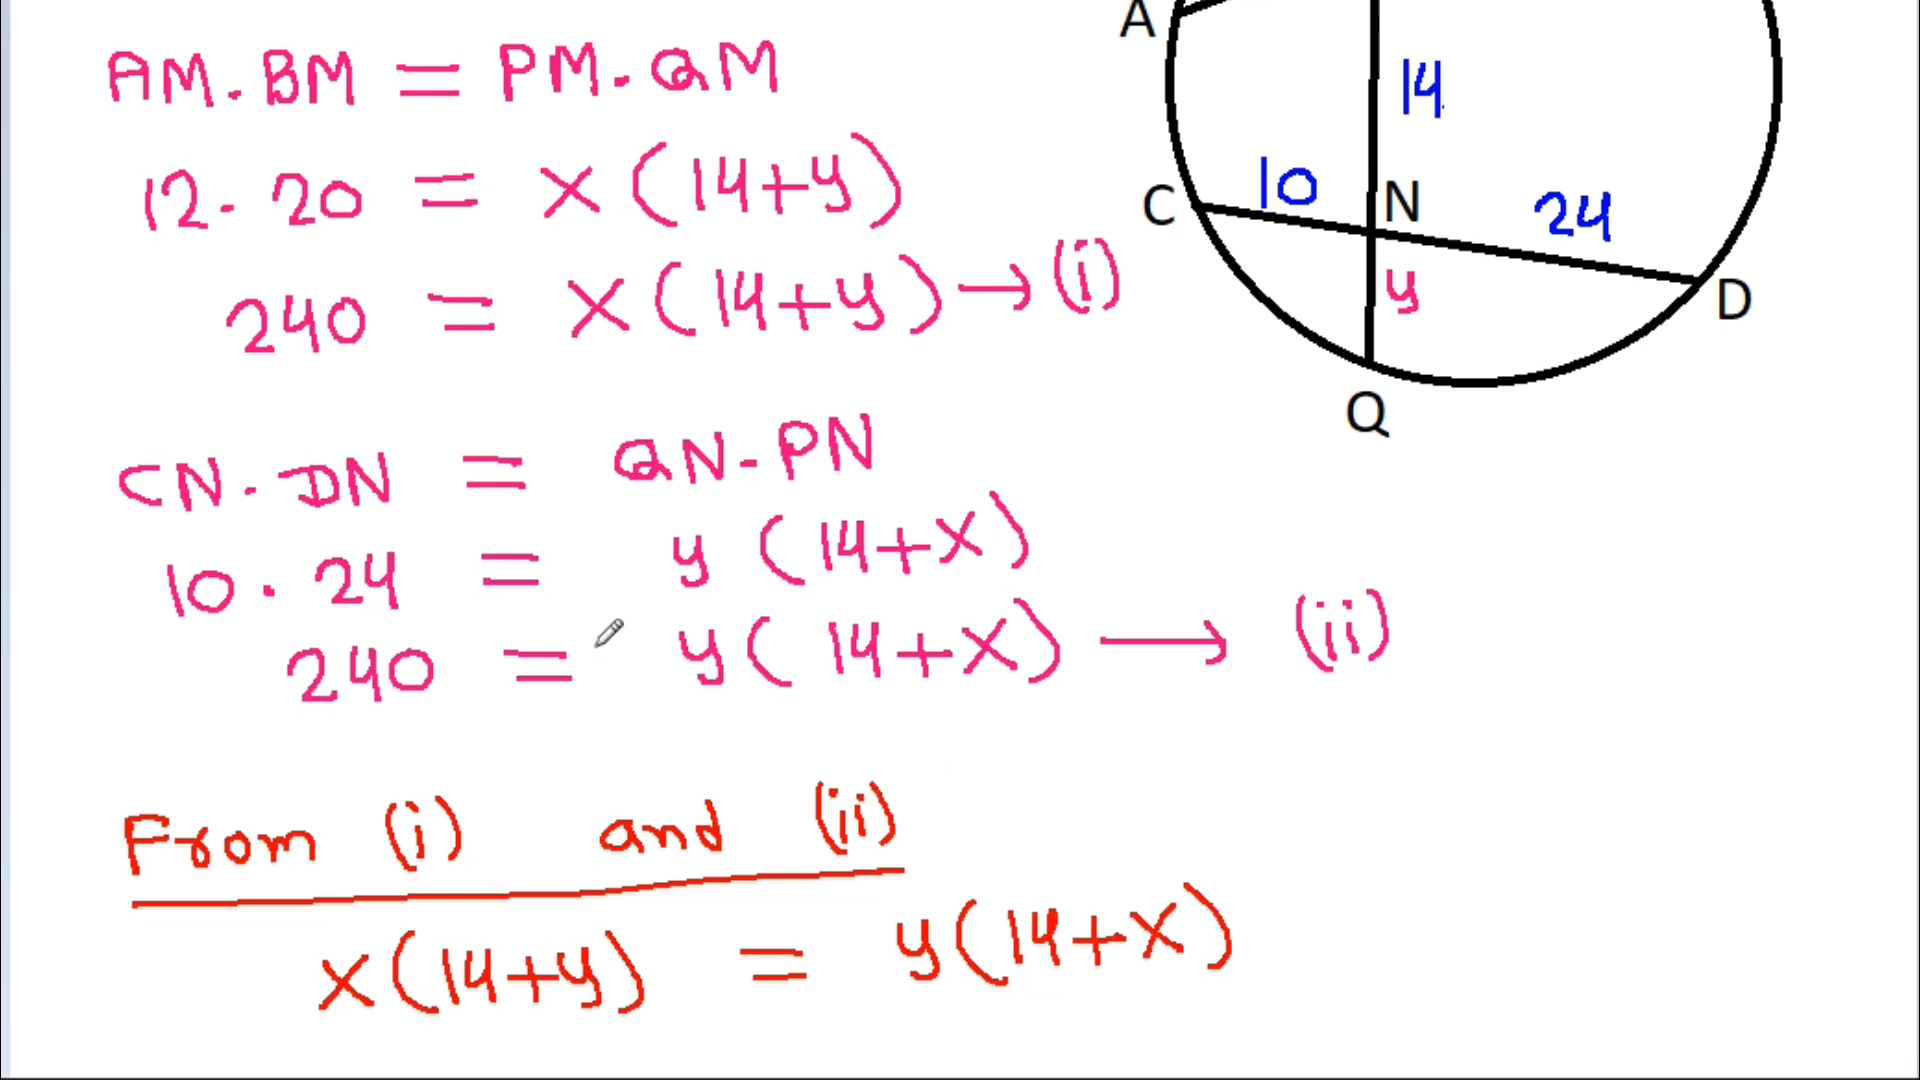 AM.BM = PM.QM
12. 20 = x(14+y)
240 = x(14+y) → (i)
CN.DN = QN.PN
10. 24 = y(14+x)
240 = y(14+x) → (ii)
From (i) and (ii)
x(14+y) = y(14+x)
A
14
10
N
24
C
y
D
Q